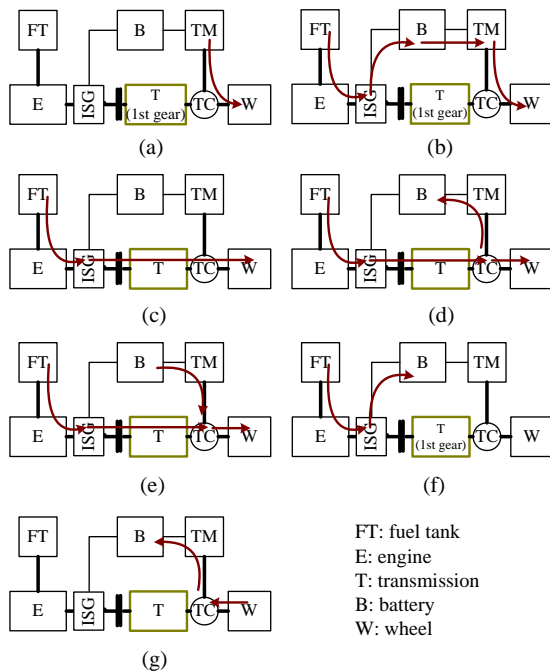 FT B TM FT B TM
E ISG T (1st gear) TC W E ISG T (1st gear) TC W
(a) (b)
FT B TM FT B TM
E ISG T TC W E ISG T TC W
(c) (d)
FT B TM FT B TM
E ISG T TC W E ISG T (1st gear) TC W
(e) (f)
FT B TM
E ISG T TC W
(g)
FT: fuel tank
E: engine
T: transmission
B: battery
W: wheel